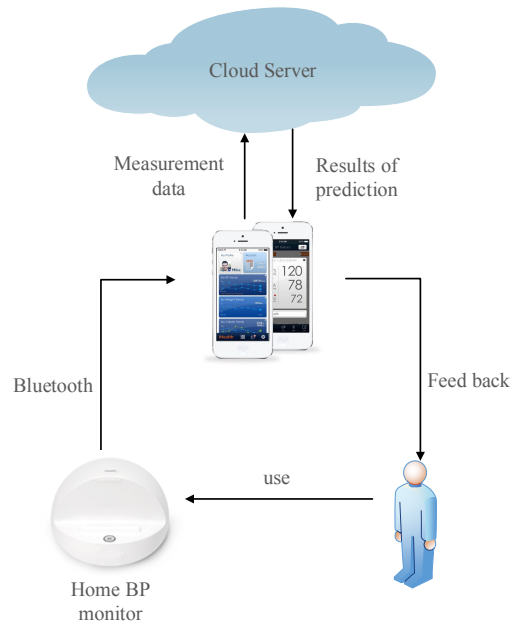 Cloud Server
Measurement
data
Results of
prediction
120
78
72
Bluetooth
Feed back
use
Home BP
monitor